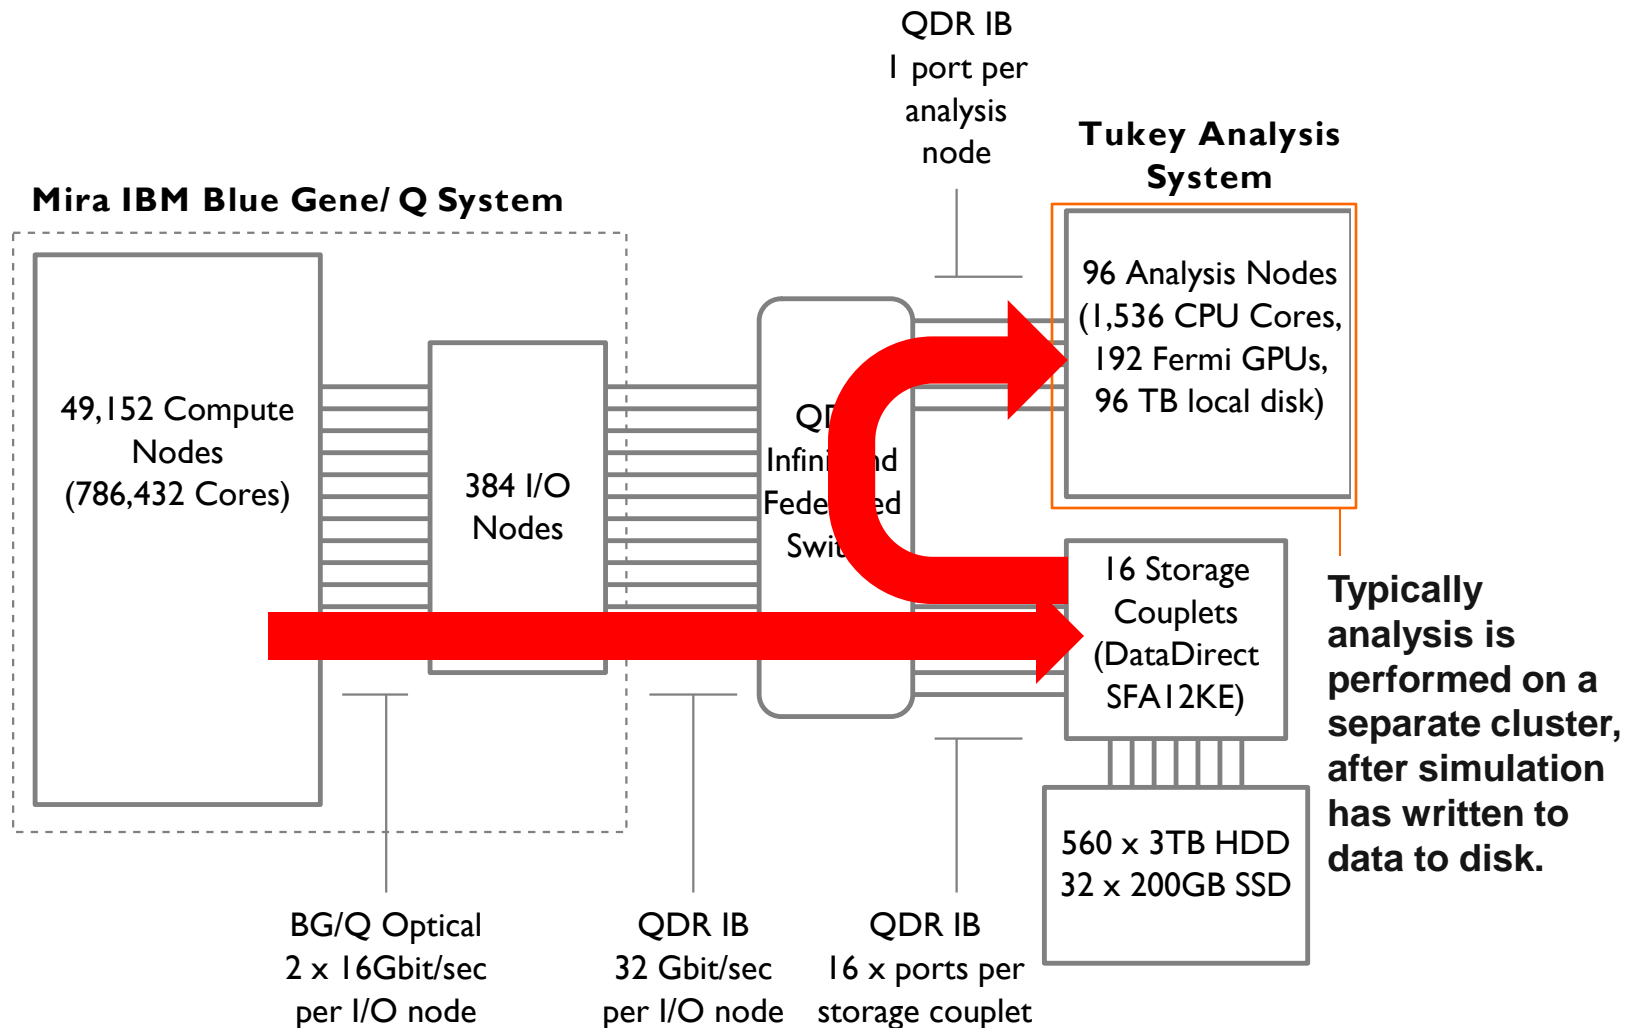 QDR IB
1 port per
analysis
node
Tukey Analysis
System
Mira IBM Blue Gene/ Q System
96 Analysis Nodes
(1,536 CPU Cores,
192 Fermi GPUs,
96 TB local disk)
49,152 Compute
Nodes
(786,432 Cores)
384 I/O
Nodes
Switch
16 Storage
Couplets
(DataDirect
SFA12KE)
Typically
analysis is
performed on a
separate cluster,
after simulation
has written to
data to disk.
560 x 3TB HDD
32 x 200GB SSD
BG/Q Optical
2 x 16Gbit/sec
per I/O node
QDR IB
32 Gbit/sec
per I/O node
QDR IB
16 x ports per
storage couplet